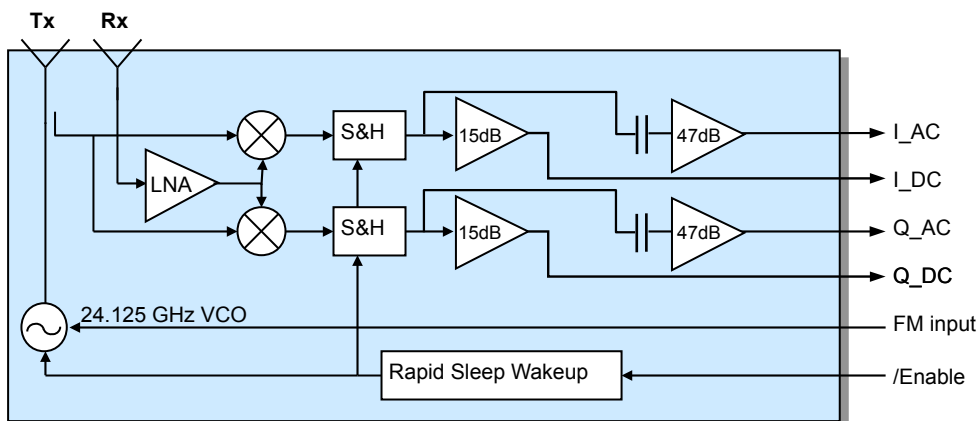 Tx
Rx
S&H
15dB
47dB
I_AC
LNA
I_DC
S&H
15dB
47dB
Q_AC
Q_DC
24.125 GHz VCO
FM input
Rapid Sleep Wakeup
/Enable